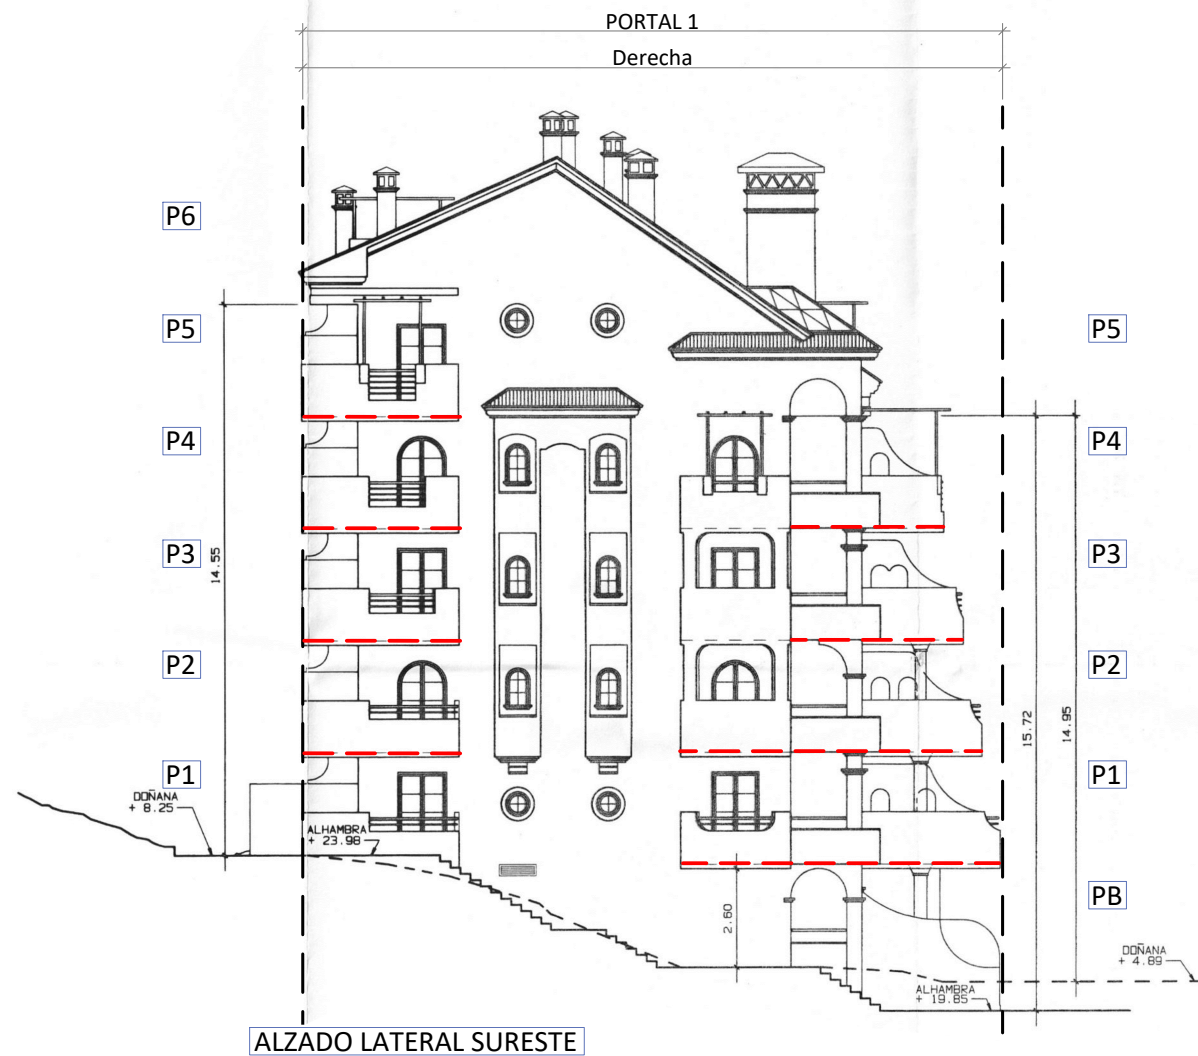 PORTAL 1
Derecha
P6
P5
P5
P4
P4
P3
P3
14.55
P2
P2
15.72
14.95
P1
P1
DOÑANA
+ 8.25
ALHAMBRA
+ 23.98
2.60
PB
DOÑANA
+ 4.89
ALHAMBRA
+ 19.85
ALZADO LATERAL SURESTE